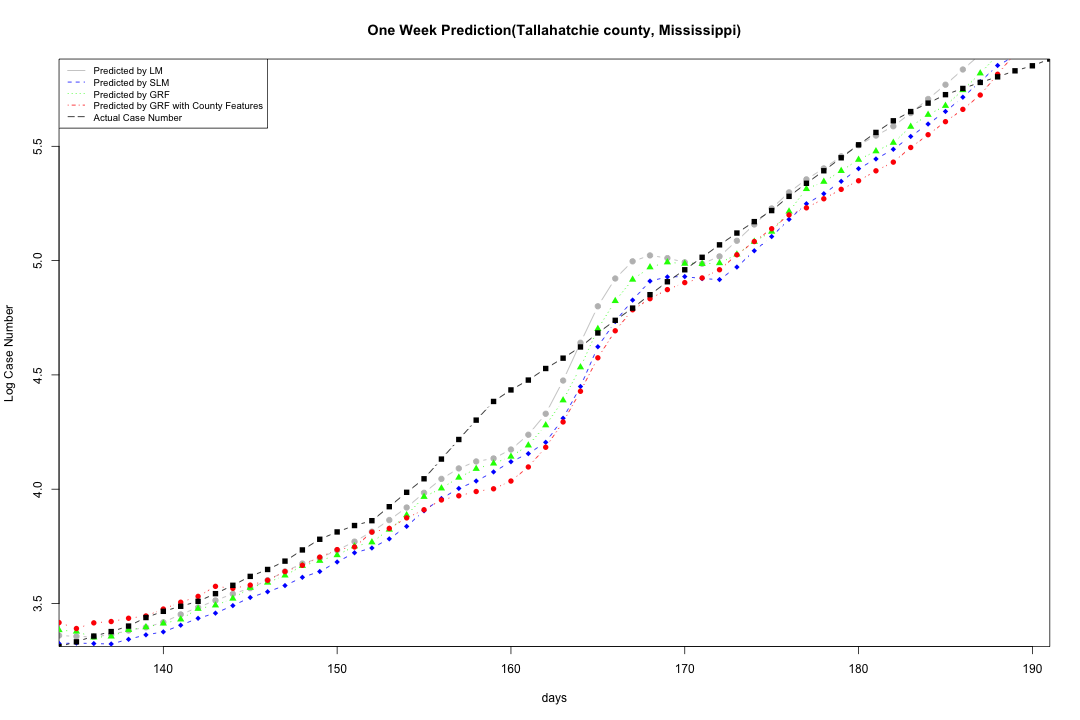 One Week Prediction(Tallahatchie county, Mississippi)
Predicted by LM
Predicted by SLM
Predicted by GRF
Predicted by GRF with County Features
Actual Case Number
Log Case Number
5.5
5.0
4.5
4.0
3.5
140 150 160 170 180 190
days